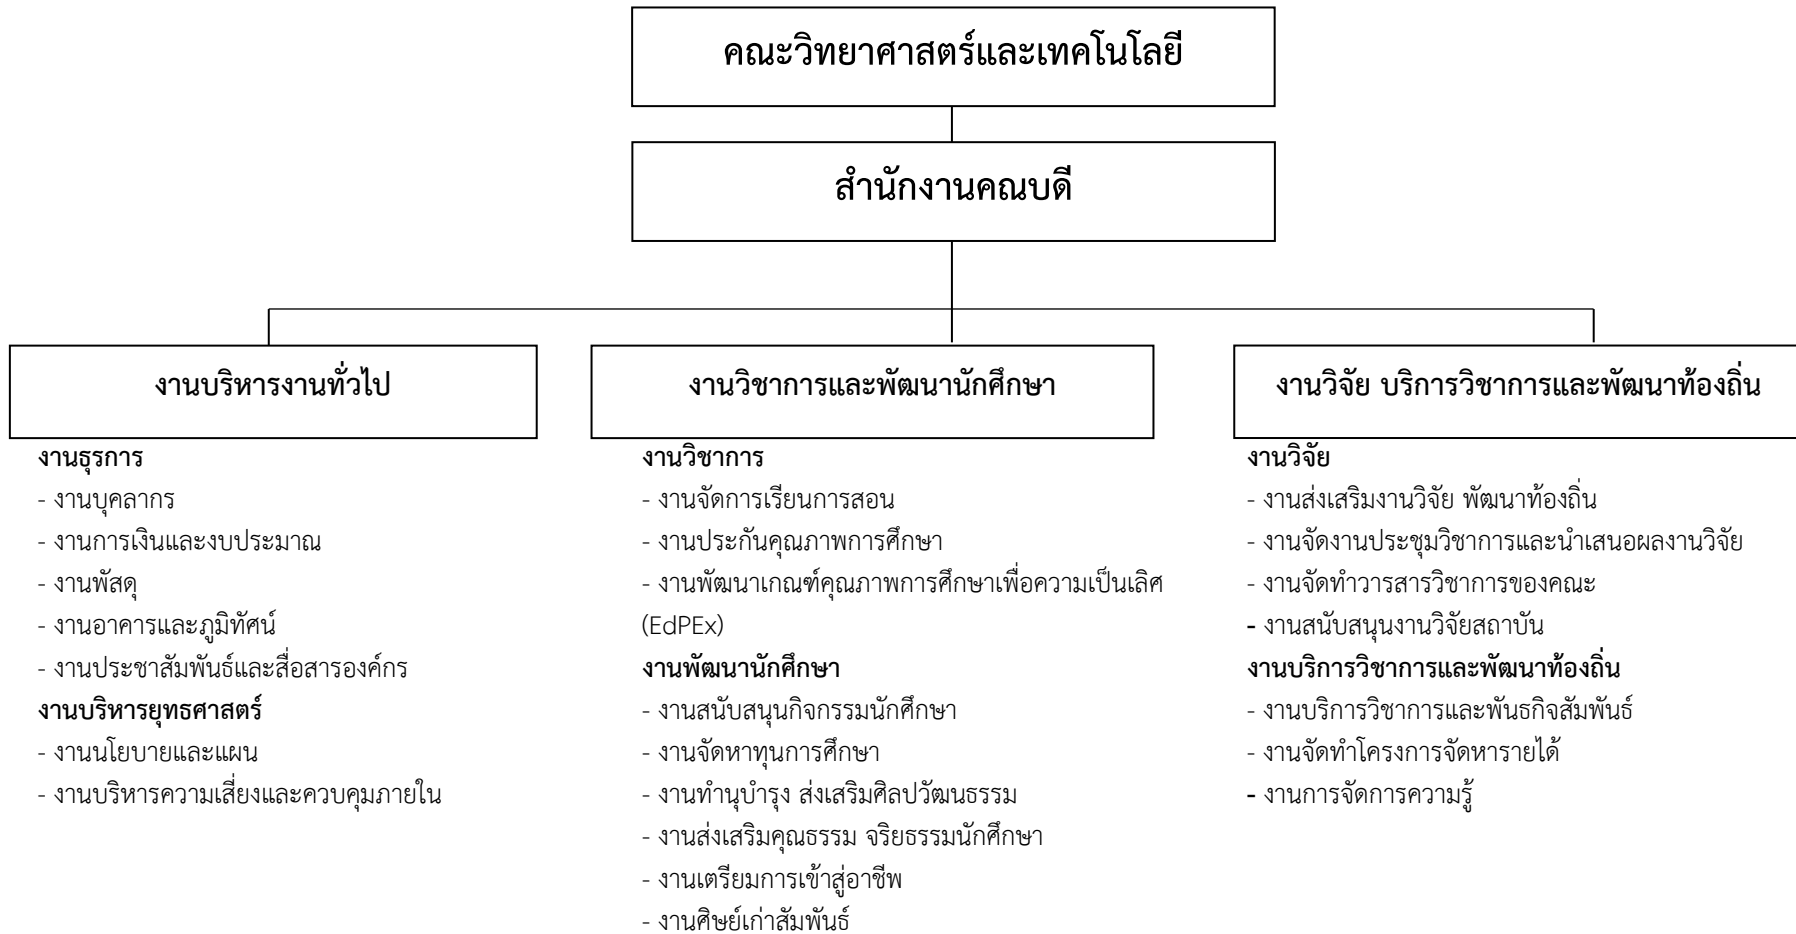 คณะวิทยาศาสตร์และเทคโนโลยี
สำนักงานคณบดี
งานบริหารงานทั่วไป
งานธุรการ
- งานบุคลากร
- งานการเงินและงบประมาณ
- งานพัสดุ
- งานอาคารและภูมิทัศน์
- งานประชาสัมพันธ์และสื่อสารองค์กร
งานบริหารยุทธศาสตร์
- งานนโยบายและแผน
- งานบริหารความเสี่ยงและควบคุมภายใน
งานวิชาการและพัฒนานักศึกษา
งานวิชาการ
- งานจัดการเรียนการสอน
- งานประกันคุณภาพการศึกษา
- งานพัฒนาเกณฑ์คุณภาพการศึกษาเพื่อความเป็นเลิศ
(EdPEx)
งานพัฒนานักศึกษา
- งานสนับสนุนกิจกรรมนักศึกษา
- งานจัดหาทุนการศึกษา
- งานทำนุบำรุง ส่งเสริมศิลปวัฒนธรรม
- งานส่งเสริมคุณธรรม จริยธรรมนักศึกษา
- งานเตรียมการเข้าสู่อาชีพ
- งานศิษย์เก่าสัมพันธ์
งานวิจัย บริการวิชาการและพัฒนาท้องถิ่น
งานวิจัย
- งานส่งเสริมงานวิจัย พัฒนาท้องถิ่น
- งานจัดงานประชุมวิชาการและนำเสนอผลงานวิจัย
- งานจัดทำวารสารวิชาการของคณะ
- งานสนับสนุนงานวิจัยสถาบัน
งานบริการวิชาการและพัฒนาท้องถิ่น
- งานบริการวิชาการและพันธกิจสัมพันธ์
- งานจัดทำโครงการจัดหารายได้
- งานการจัดการความรู้